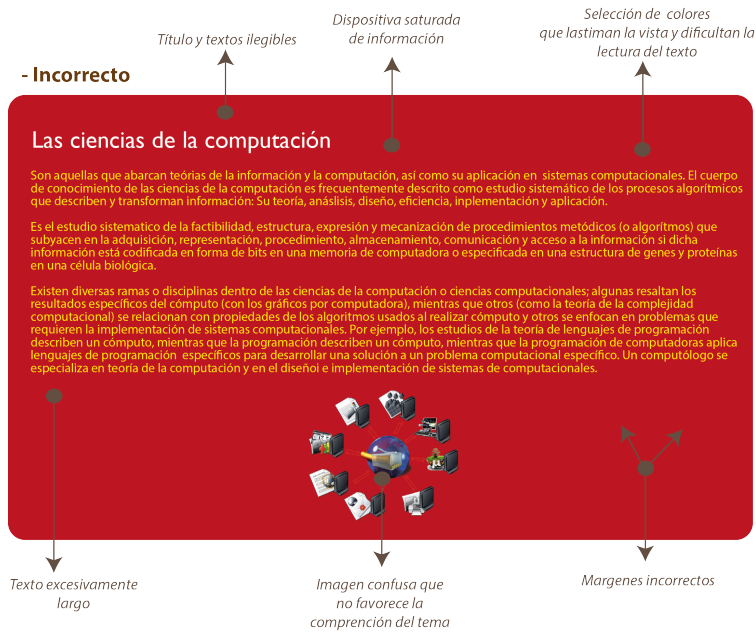 Título y textos ilegibles
Dispositiva saturada
de información
Selección de colores
que lastiman la vista y dificultan la
lectura del texto
- Incorrecto
Las ciencias de la computación
Son aquellas que abarcan teórias de la información y la computación, así como su aplicación en sistemas computacionales. El cuerpo
de conocimiento de las ciencias de la computación es frecuentemente descrito como estudio sistemático de los procesos algorítmicos
que describen y transforman información: Su teoría, anáslisis, diseño, eficiencia, inplementación y aplicación.
Es el estudio sistematico de la factibilidad, estructura, expresión y mecanización de procedimientos metódicos (o algorítmos) que
subyacen en la adquisición, representación, procedimiento, almacenamiento, comunicación y acceso a la información si dicha
información está codificada en forma de bits en una memoria de computadora o especificada en una estructura de genes y proteínas
en una célula biológica.
Existen diversas ramas o disciplinas dentro de las ciencias de la computación o ciencias computacionales; algunas resaltan los
resultados específicos del cómputo (con los gráficos por computadora), mientras que otros (como la teoría de la complejidad
computacional) se relacionan con propiedades de los algoritmos usados al realizar cómputo y otros se enfocan en problemas que
requieren la implementación de sistemas computacionales. Por ejemplo, los estudios de la teoría de lenguajes de programación
describen un cómputo, mientras que la programación describen un cómputo, mientras que la programación de computadoras aplica
lenguajes de programación específicos para desarrollar una solución a un problema computacional específico. Un computólogo se
especializa en teoría de la computación y en el diseñoi e implementación de sistemas de computacionales.
Texto excesivamente
largo
Imagen confusa que
no favorece la
comprención del tema
Margenes incorrectos